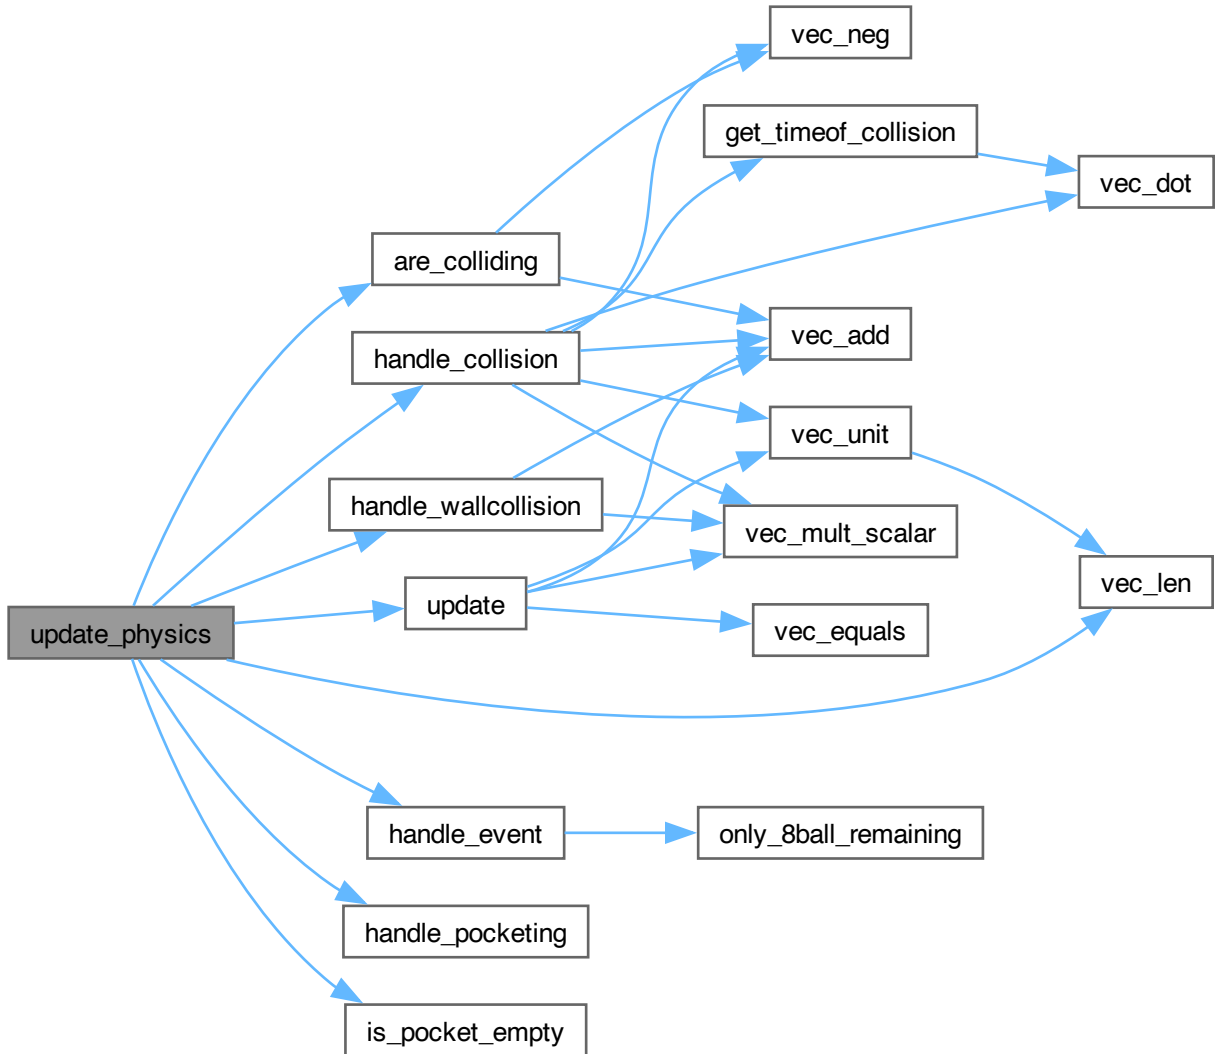 vec_neg
get_timeof_collision
vec_dot
are_colliding
vec_add
handle_collision
vec_unit
handle_wallcollision
vec_mult_scalar
vec_len
update
vec_equals
update_physics
handle_event
only_8ball_remaining
handle_pocketing
is_pocket_empty